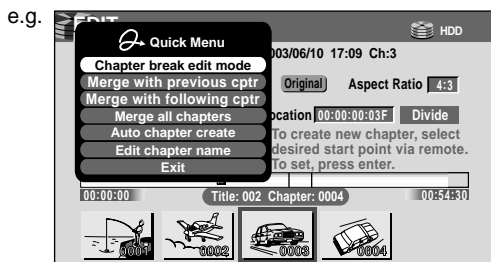 e.g.
EDIT
HDD
Quick Menu
003/06/10 17:09 Ch:3
Chapter break edit mode
Merge with previous cptr
Original
Aspect Ratio 4:3
Merge with following cptr
Merge all chapters
ocation 00:00:00:03F Divide
Auto chapter create
To create new chapter, select
Edit chapter name
desired start point via remote.
Exit
To set, press enter.
00:00:00
Title: 002 Chapter: 0004
00:54:30
0001
0002
0003
0004